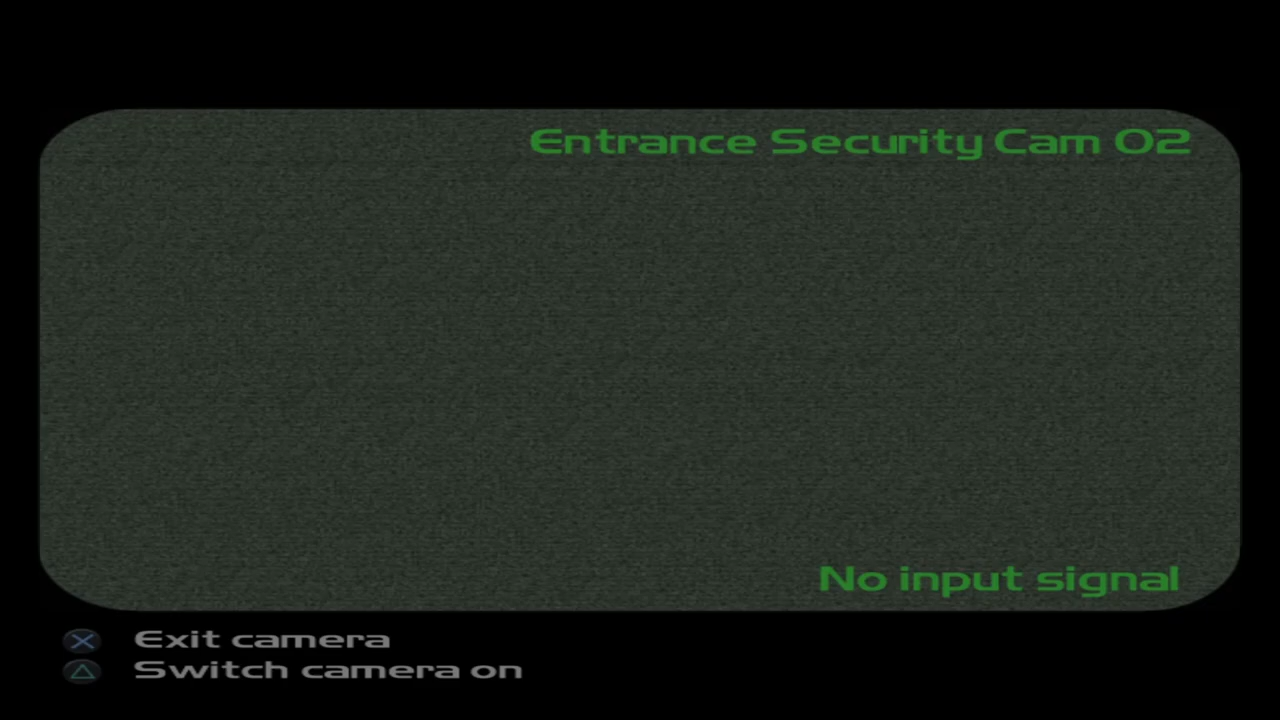 Entrance Security Cam 02
No input signal
Exit camera
Switch camera on